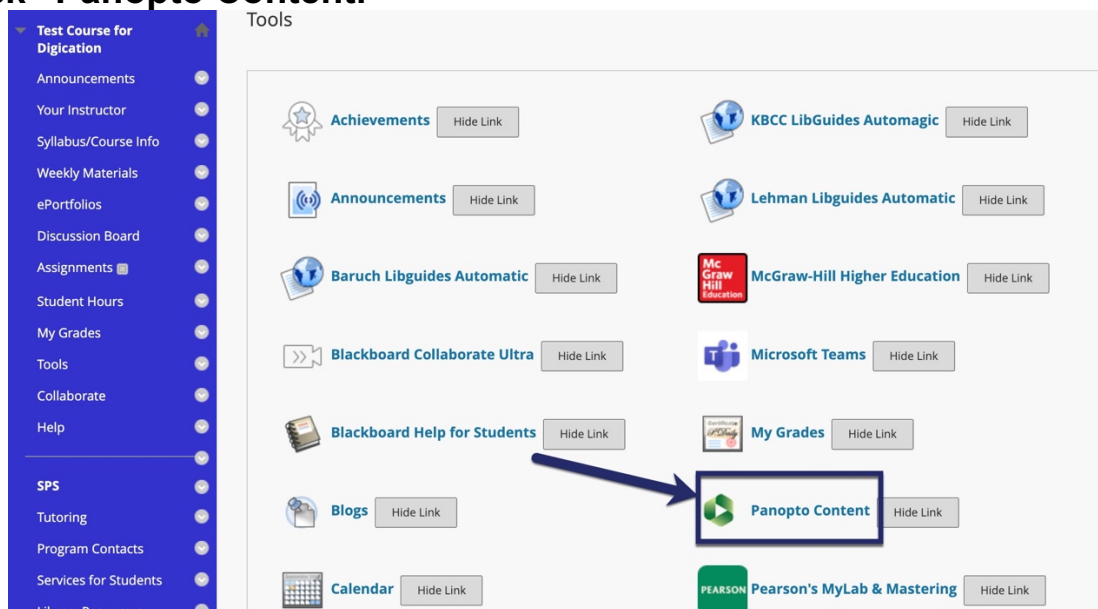 Panopto Content.
Test Course for
Digication
Announcements
Your Instructor
Syllabus/Course Info
Weekly Materials
ePortfolios
Discussion Board
Assignments
Student Hours
My Grades
Tools
Collaborate
Help
SPS
Tutoring
Program Contacts
Services for Students
Tools
Achievements Hide Link
KBCC LibGuides Automagic Hide Link
Announcements Hide Link
Lehman Libguides Automatic Hide Link
Baruch Libguides Automatic Hide Link
Mc
Graw
Hill
Education
McGraw-Hill Higher Education Hide Link
Blackboard Collaborate Ultra Hide Link
Microsoft Teams Hide Link
Blackboard Help for Students Hide Link
My Grades Hide Link
Blogs Hide Link
Panopto Content Hide Link
Calendar Hide Link
PEARSON
Pearson's MyLab & Mastering Hide Link